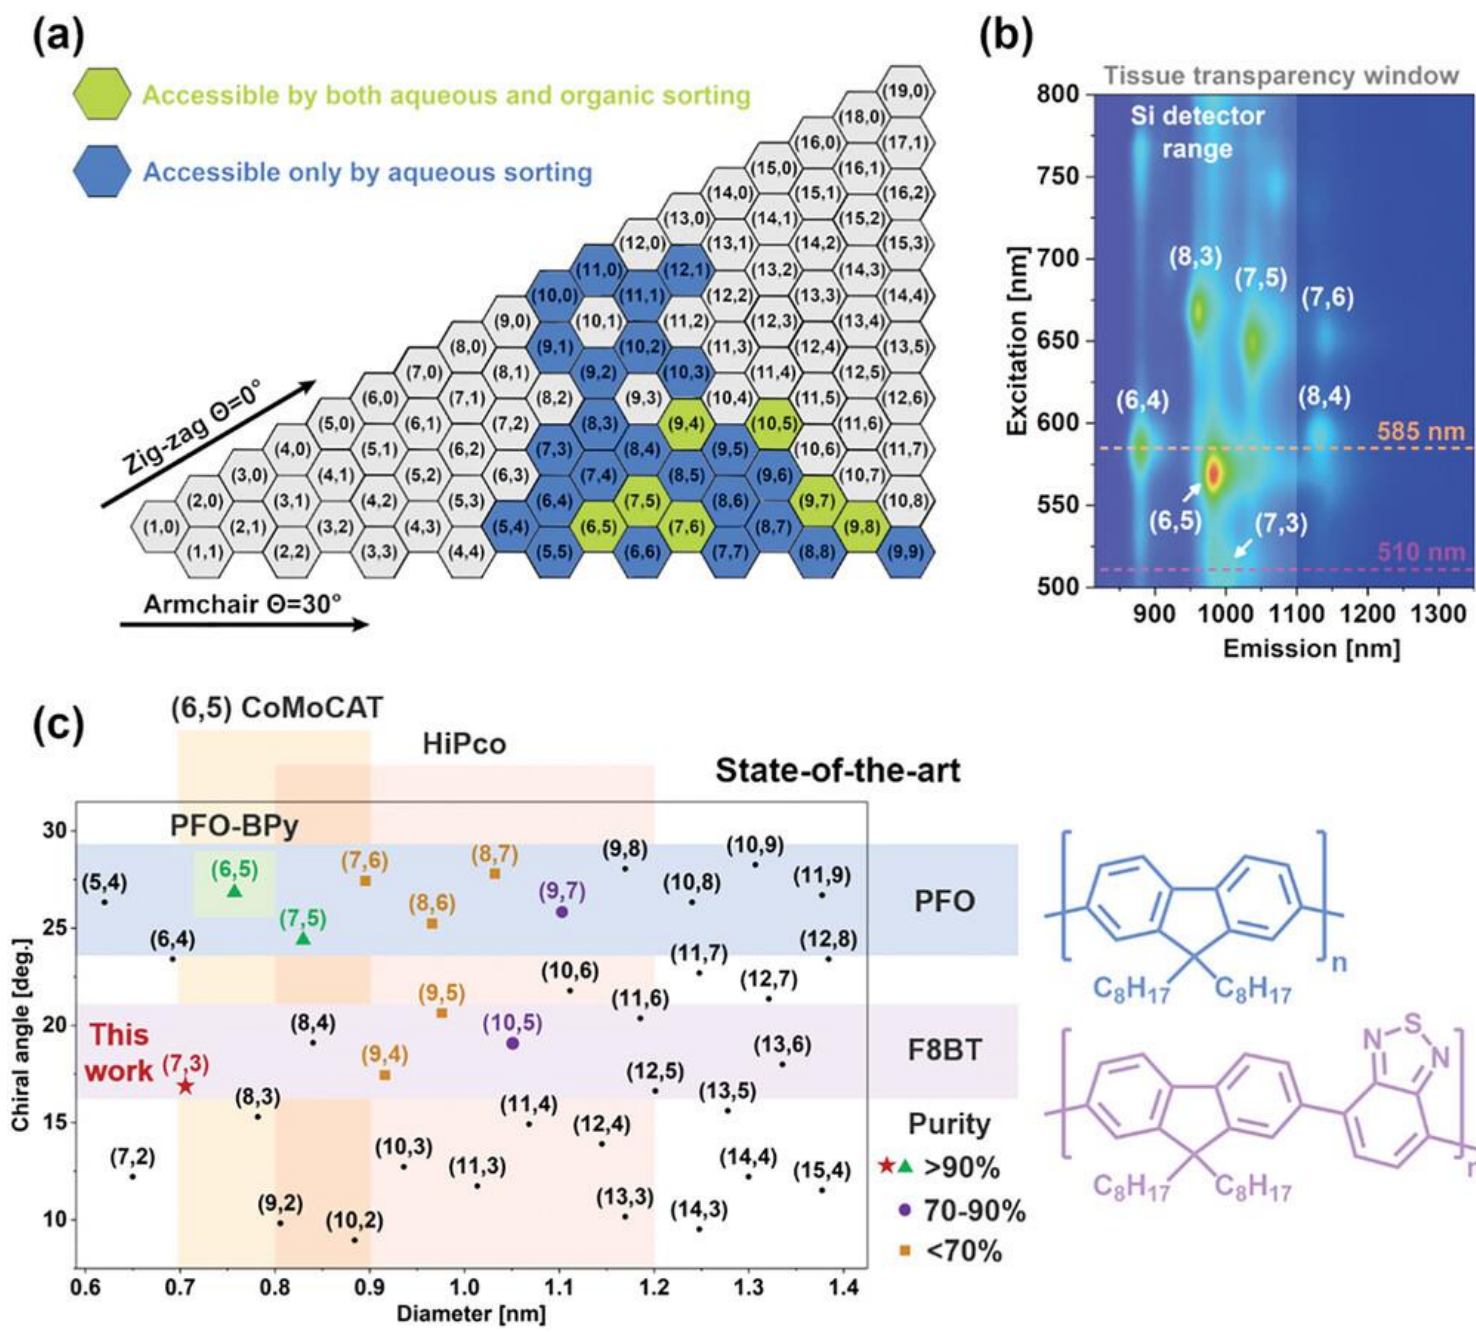 (a)
Accessible by both aqueous and organic sorting
Accessible only by aqueous sorting
(19,0)
(18,0)
(16,0) (17,1)
(15,0) (16,1)
(14,0) (15,1) (16,2)
(13,0) (14,1) (15,2)
(12,0) (13,1) (14,2) (15,3)
(11,0) (12,1) (13,2) (14,3)
(10,0) (11,1) (12,2) (13,3) (14,4)
(9,0) (10,1) (11,2) (12,3) (13,4)
(8,0) (9,1) (10,2) (11,3) (12,4) (13,5)
(7,0) (8,1) (9,2) (10,3) (11,4) (12,5)
(6,0) (7,1) (8,2) (9,3) (10,4) (11,5) (12,6)
(5,0) (6,1) (7,2) (8,3) (9,4) (10,5) (11,6)
(4,0) (5,1) (6,2) (7,3) (8,4) (9,5) (10,6) (11,7)
(3,0) (4,1) (5,2) (6,3) (7,4) (8,5) (9,6) (10,7)
(2,0) (3,1) (4,2) (5,3) (6,4) (7,5) (8,6) (9,7) (10,8)
(1,0) (2,1) (3,2) (4,3) (5,4) (6,5) (7,6) (8,7) (9,8)
(1,1) (2,2) (3,3) (4,4) (5,5) (6,6) (7,7) (8,8) (9,9)
Zig-zag Θ=0°
Armchair Θ=30°
(b)
Tissue transparency window
Si detector
range
800
750
700
650
600
550
500
Excitation [nm]
(8,3)
(7,5)
(7,6)
(6,4)
(8,4)
585 nm
(6,5)
(7,3)
510 nm
900 1000 1100 1200 1300
Emission [nm]
(c)
(6,5) CoMoCAT
HiPco
State-of-the-art
PFO-BPy
30
25
20
15
10
Chiral angle [deg.]
(5,4)
(6,5)
(7,6)
(8,7)
(9,8)
(10,9)
(7,5)
(8,6)
(9,7)
(10,8)
(11,9)
PFO
(6,4)
(11,7)
(12,8)
(10,6)
(12,7)
(9,5)
(11,6)
This
work
(7,3)
(8,4)
(9,4)
(10,5)
(13,6)
F8BT
(12,5)
(8,3)
(11,4)
(13,5)
(12,4)
(7,2)
(10,3)
(11,3)
(14,4)
(15,4)
(9,2)
(10,2)
(13,3)
(14,3)
Purity
>90%
70-90%
<70%
0.6 0.7 0.8 0.9 1.0 1.1 1.2 1.3 1.4
Diameter [nm]
n
C8H17 C8H17
N S N
n
C8H17 C8H17